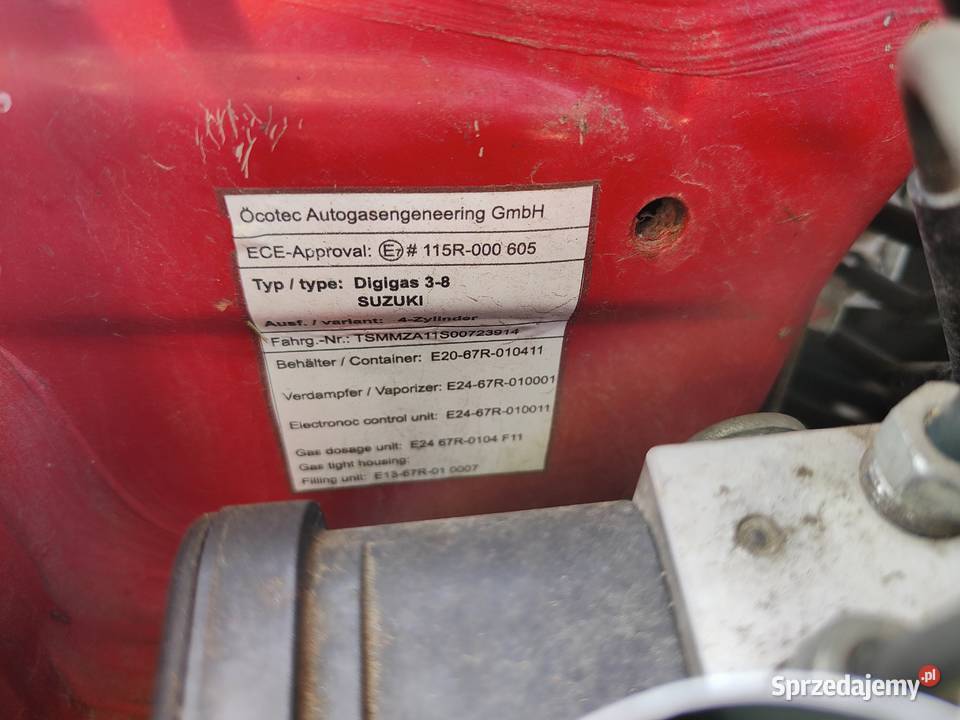 Öcotec Autogasengeneering GmbH
ECE-Approval: E7 # 115R-000 605
Typ / type: Digigas 3-8
SUZUKI
Ausf. / variant: 4-Zylinder
Fahrg.-Nr.: TSMMZA11S00723914
Behälter / Container: E20-67R-010411
Verdampfer / Vaporizer: E24-67R-010001
Electronoc control unit: E24-67R-010011
Gas dosage unit: E24 67R-0104 F11
Gas tight housing:
Filling unit: E13-67R-01 0007
Sprzedajemy.pl